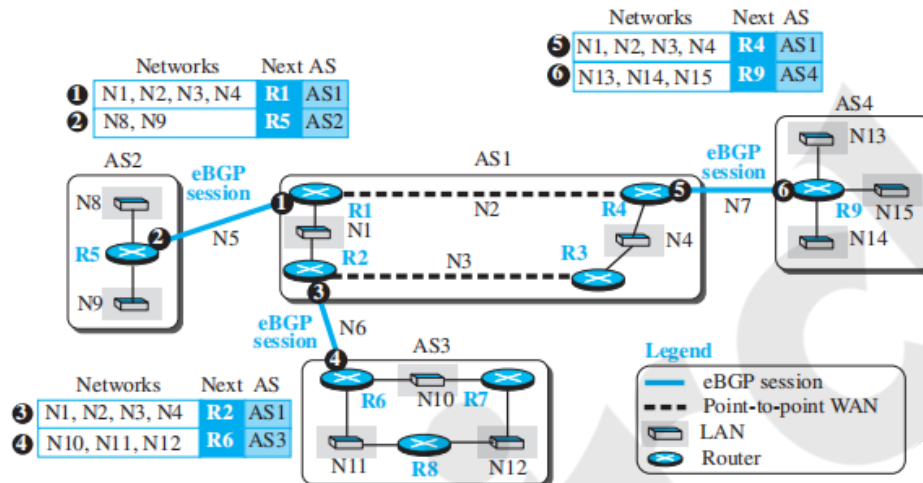 Networks Next AS
1 N1, N2, N3, N4 R1 AS1
2 N8, N9 R5 AS2
Networks Next AS
5 N1, N2, N3, N4 R4 AS1
6 N13, N14, N15 R9 AS4
AS2
N8
R5
2
N9
eBGP
session
N5
AS1
1
R1
N1
R2
3
N2
N3
R4
5
N4
R3
eBGP
session
N7
AS4
N13
6
R9
N15
N14
eBGP
session
N6
AS3
4
R6
N10
R7
N11
R8
N12
Networks Next AS
3 N1, N2, N3, N4 R2 AS1
4 N10, N11, N12 R6 AS3
Legend
eBGP session
Point-to-point WAN
LAN
Router